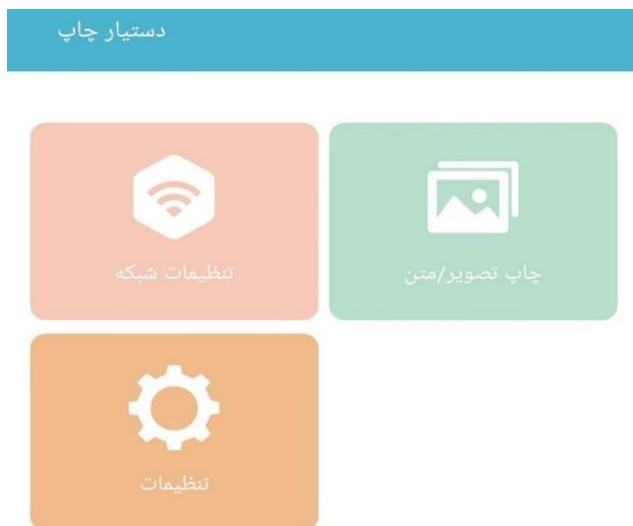 دستیار چاپ
چاپ تصویر/متن
تنظیمات شبکه
تنظیمات